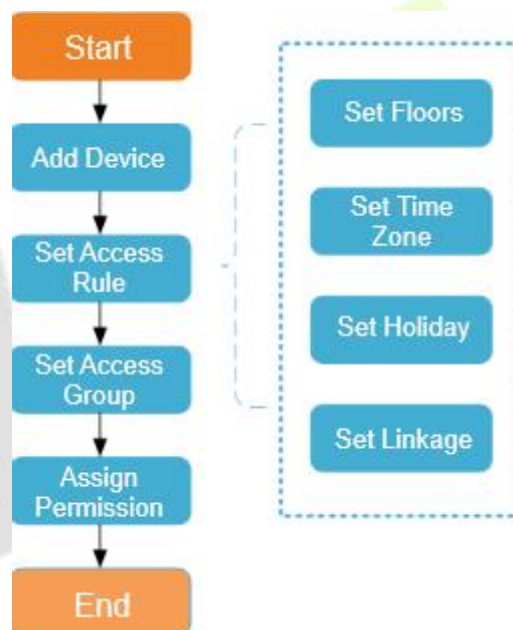 Start
Add Device
Set Access
Rule
Set Access
Group
Assign
Permission
End
Set Floors
Set Time
Zone
Set Holiday
Set Linkage